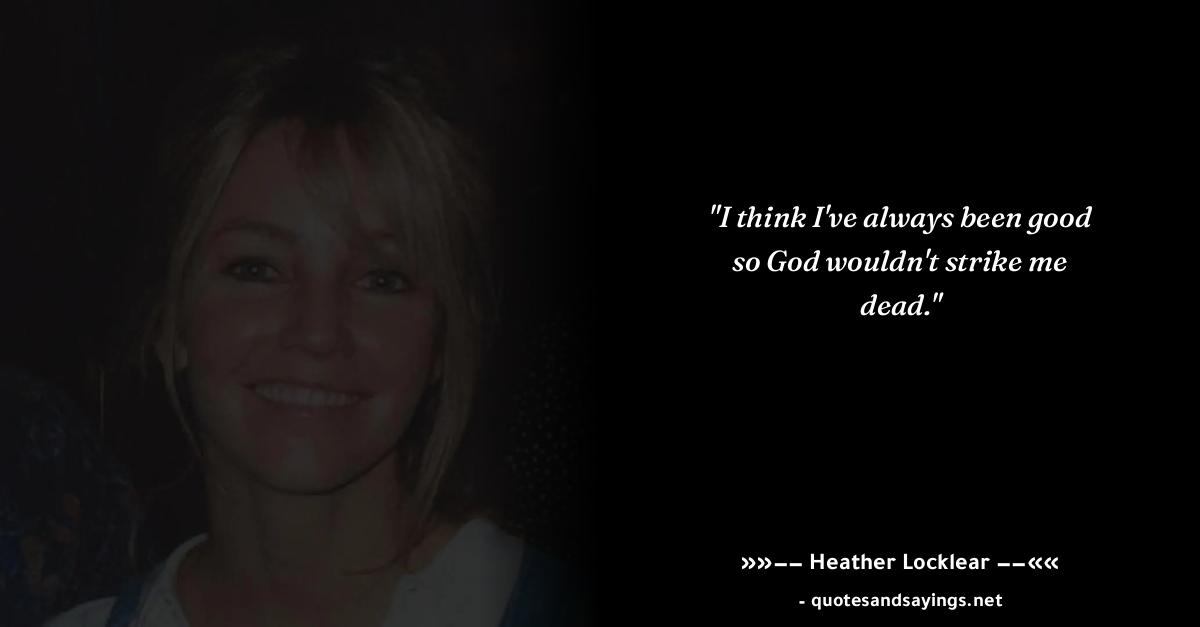 "I think I've always been good
so God wouldn't strike me
dead."
»»–– Heather Locklear ––««
- quotesandsayings.net